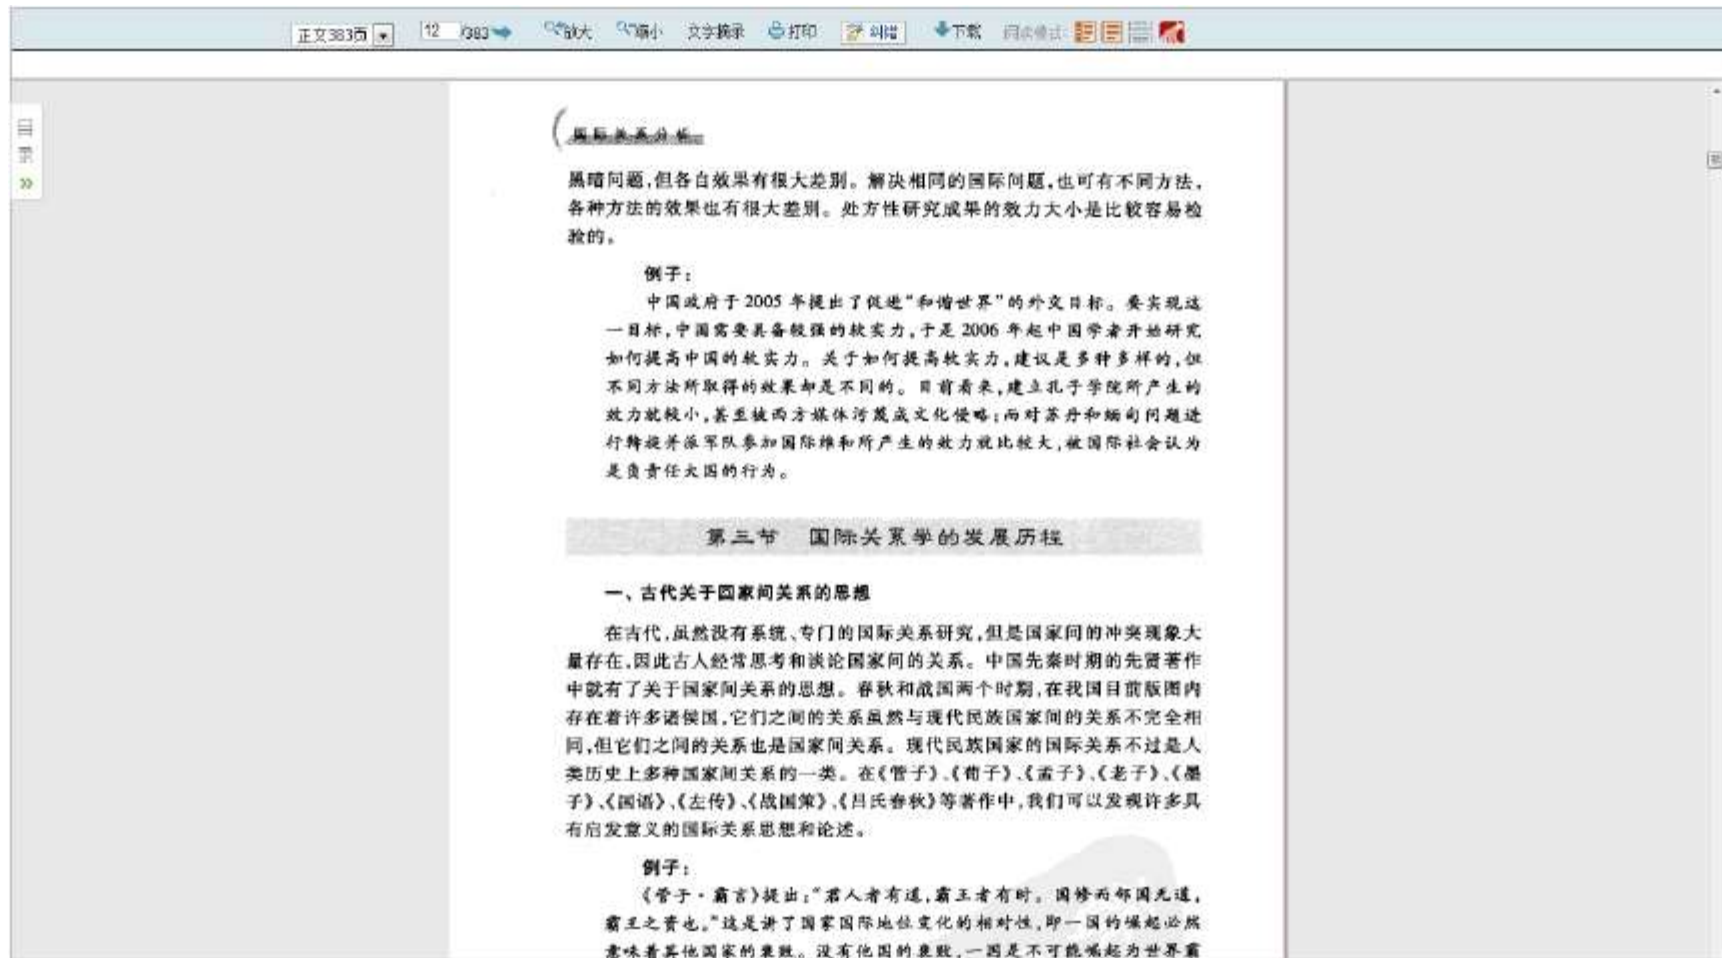 正文383页 12 /383 放大 缩小 文字摘录 打印 纠错 下载 阅读模式:
目录
国际关系分析
黑暗问题,但各自效果有很大差别。解决相同的国际问题,也可有不同方法,
各种方法的效果也有很大差别。处方性研究成果的效力大小是比较容易检
验的。
例子:
中国政府于2005年提出了促进“和谐世界”的外交目标。要实现这
一目标,中国需要具备较强的软实力,于是2006年起中国学者开始研究
如何提高中国的软实力。关于如何提高软实力,建议是多种多样的,但
不同方法所取得的效果却是不同的。目前看来,建立孔子学院所产生的
效力就较小,甚至被西方媒体污蔑成文化侵略;而对苏丹和缅甸问题进
行斡旋并派军队参加国际维和所产生的效力就比较大,被国际社会认为
是负责任大国的行为。
第三节 国际关系学的发展历程
一、古代关于国家间关系的思想
在古代,虽然没有系统、专门的国际关系研究,但是国家间的冲突现象大
量存在,因此古人经常思考和谈论国家间的关系。中国先秦时期的先贤著作
中就有了关于国家间关系的思想。春秋和战国两个时期,在我国目前版图内
存在着许多诸侯国,它们之间的关系虽然与现代民族国家间的关系不完全相
同,但它们之间的关系也是国家间关系。现代民族国家的国际关系不过是人
类历史上多种国家间关系的一类。在《管子》、《荀子》、《孟子》、《老子》、《墨
子》、《国语》、《左传》、《战国策》、《吕氏春秋》等著作中,我们可以发现许多具
有启发意义的国际关系思想和论述。
例子:
《管子·霸言》提出:“君人者有道,霸王者有时。国修而邻国无道,
霸王之资也。”这是讲了国家国际地位变化的相对性,即一国的崛起必然
意味着其他国家的衰败。没有他国的衰败,一国是不可能崛起为世界霸